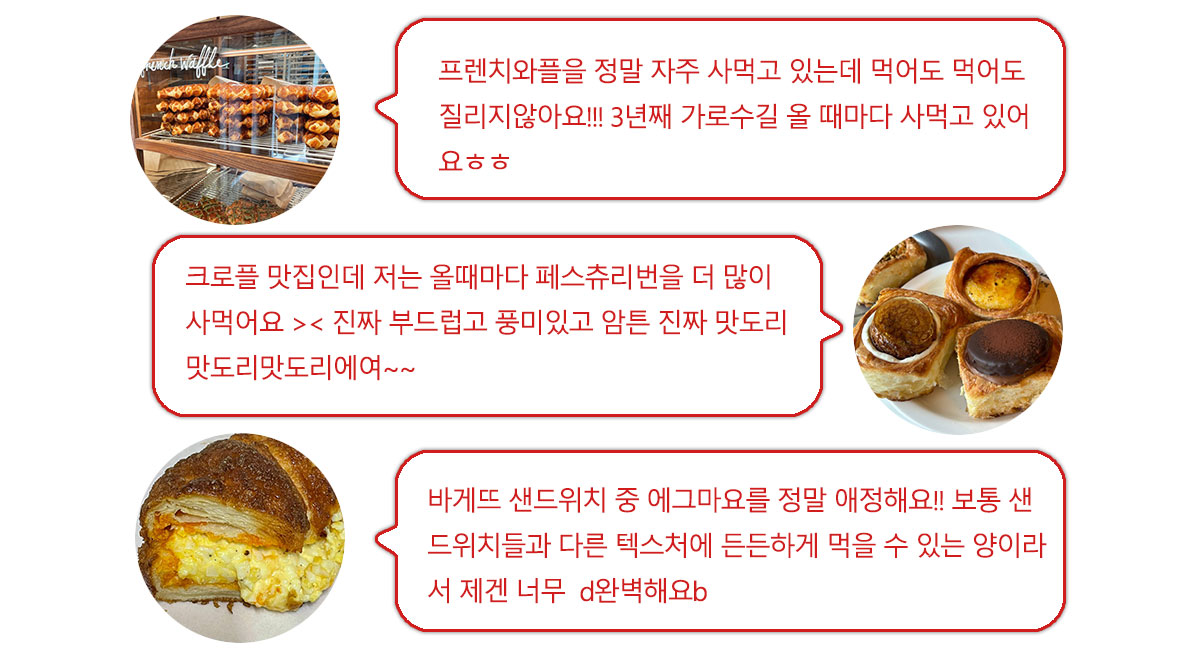 french waffle
프렌치와플을 정말 자주 사먹고 있는데 먹어도 먹어도
질리지않아요!!! 3년째 가로수길 올 때마다 사먹고 있어
요ㅎㅎ
크로플 맛집인데 저는 올때마다 페스츄리번을 더 많이
사먹어요 >< 진짜 부드럽고 풍미있고 암튼 진짜 맛도리
맛도리맛도리에여~~
바게뜨 샌드위치 중 에그마요를 정말 애정해요!! 보통 샌
드위치들과 다른 텍스처에 든든하게 먹을 수 있는 양이라
서 제겐 너무 d완벽해요b